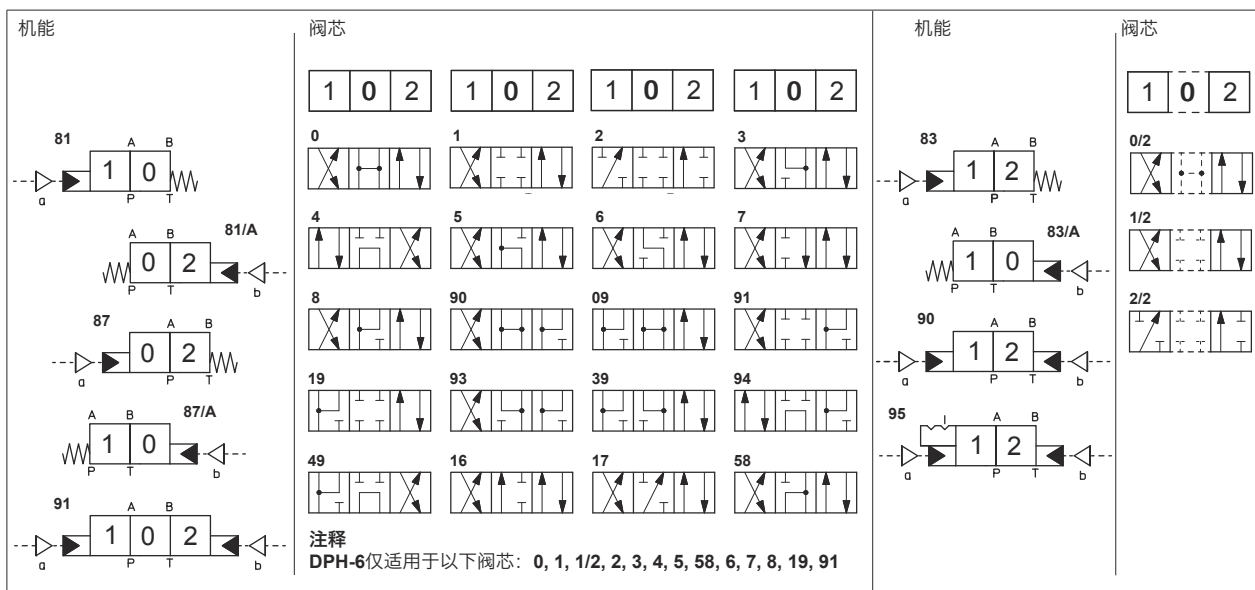 机能
阀芯
机能
阀芯
1 0 2
1 0 2
1 0 2
1 0 2
1 0 2
81
A B
1 0
P T
a
81/A
A B
0 2
P T
b
87
A B
0 2
P T
a
87/A
A B
1 0
P T
b
91
A B
1 0 2
P T
a
b
0
1
2
3
4
5
6
7
8
90
09
91
19
93
39
94
49
16
17
58
注释
DPH-6仅适用于以下阀芯：0, 1, 1/2, 2, 3, 4, 5, 58, 6, 7, 8, 19, 91
83
A B
1 2
P T
a
83/A
A B
1 0
P T
b
90
A B
1 2
P T
a
b
95
A B
1 2
P T
a
b
0/2
1/2
2/2